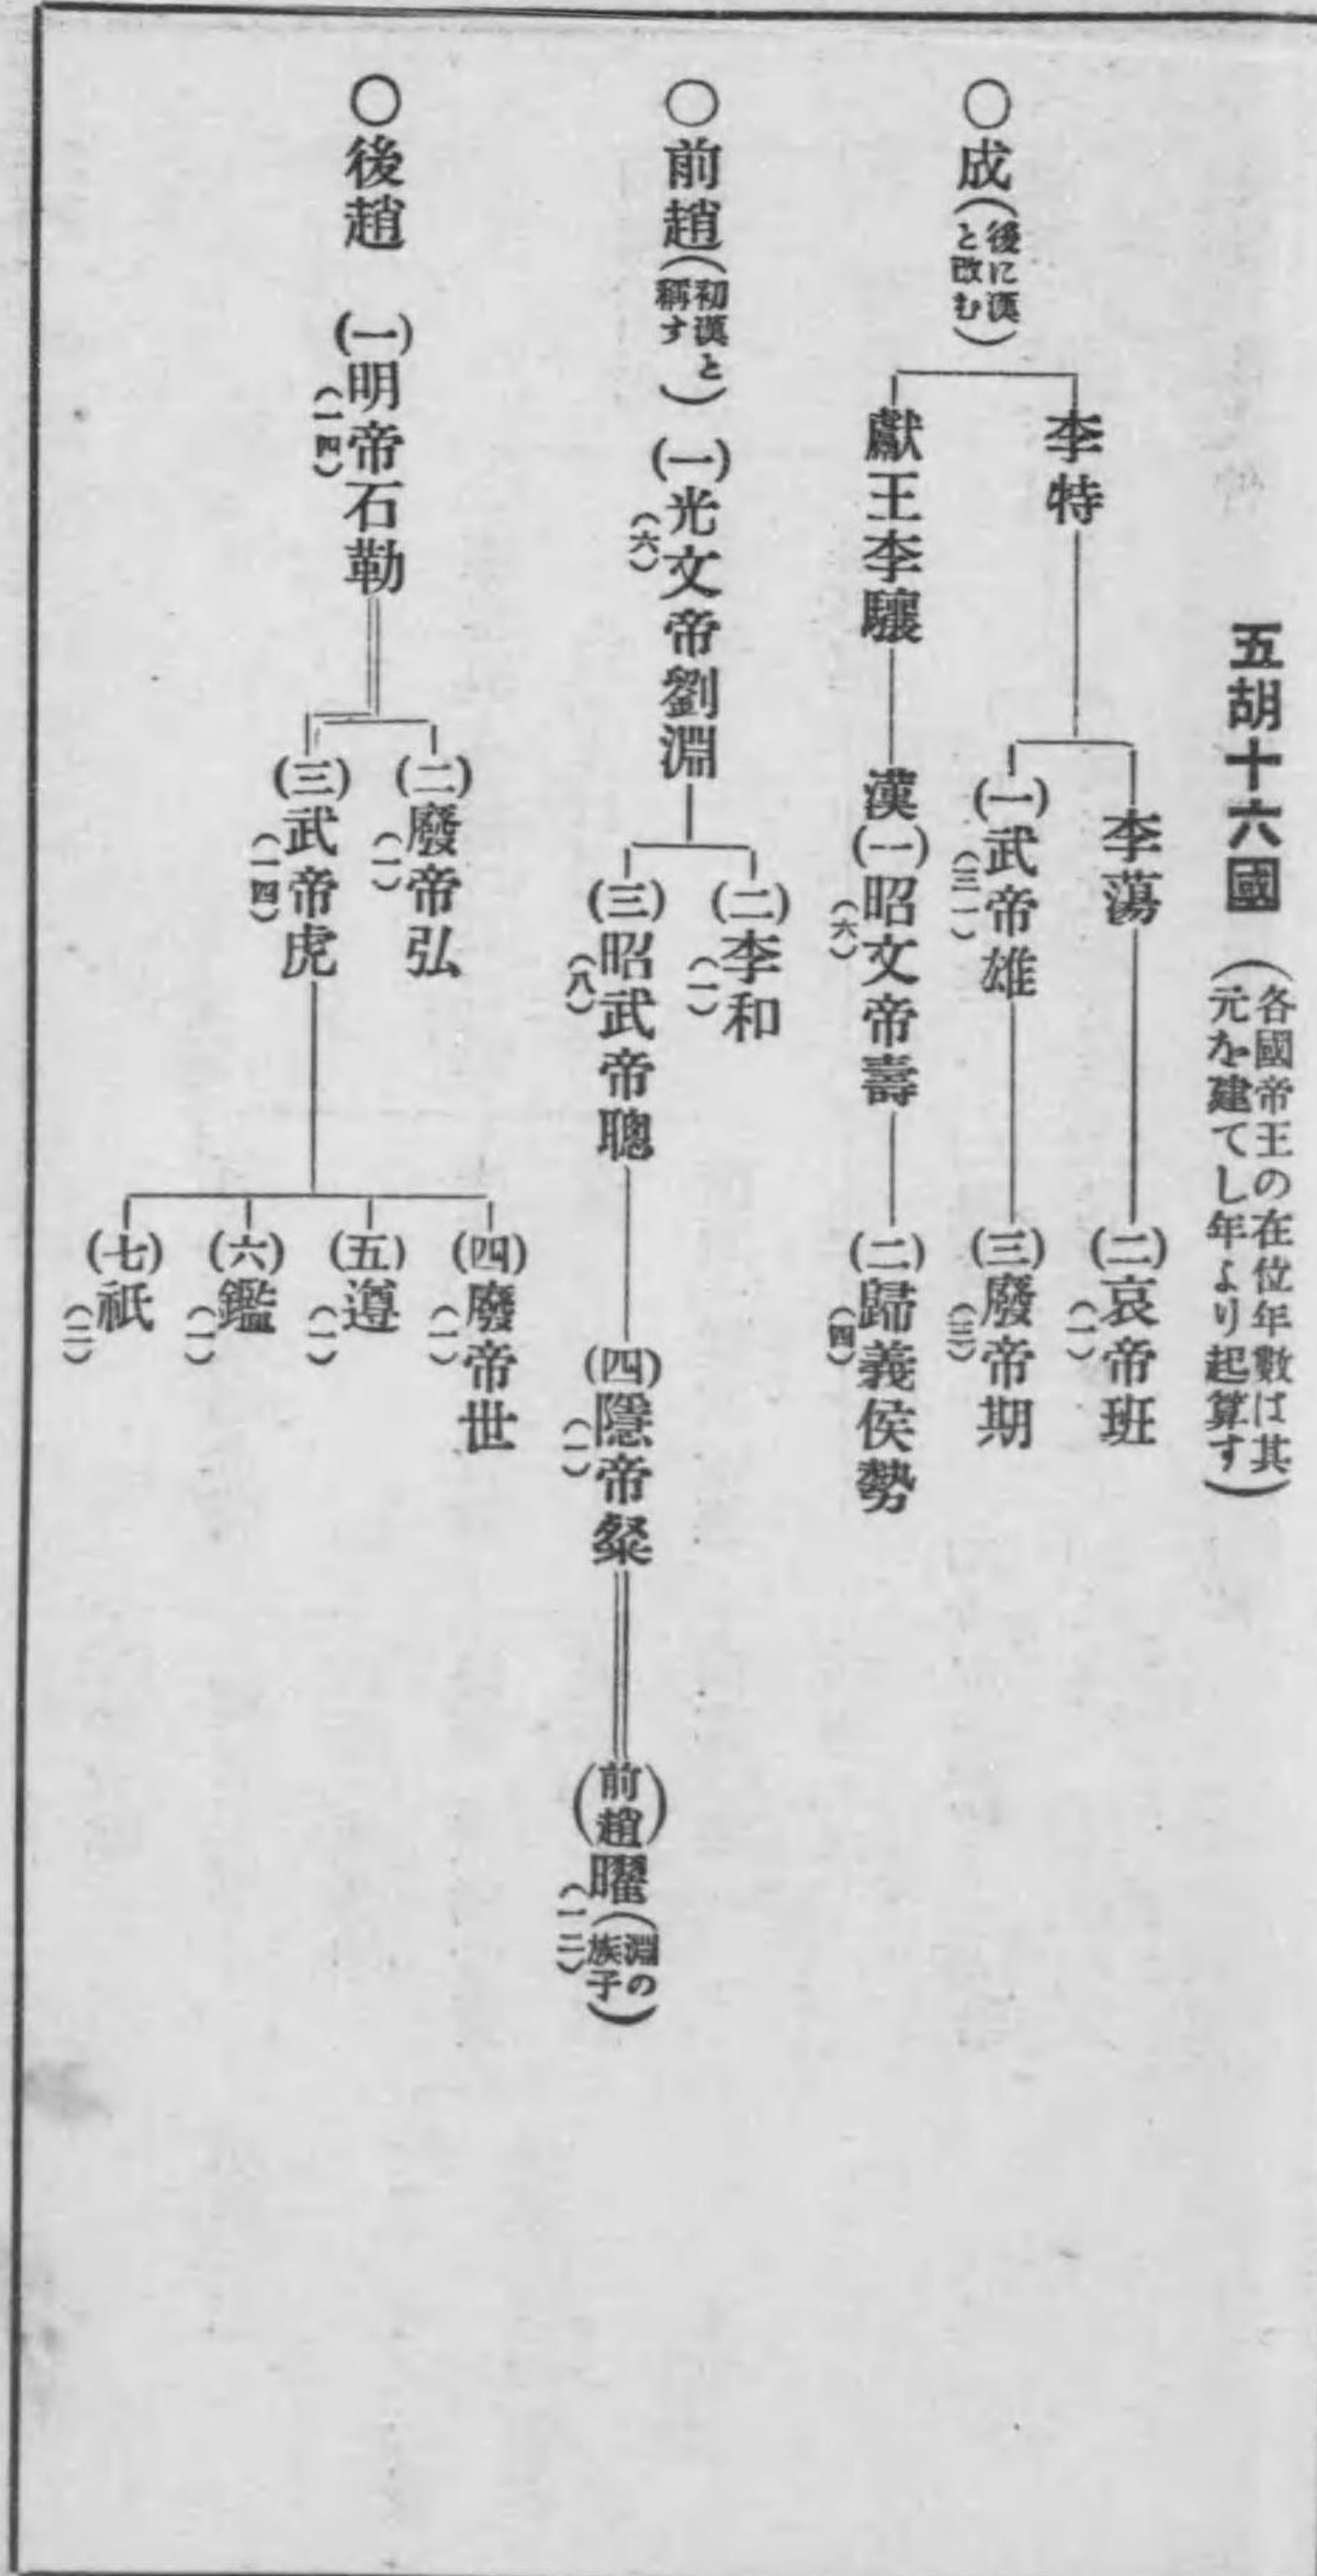 五胡十六國（各國帝王の在位年數は其元を建てし年より起算す）
〇成（後に漢と改む）
李特
李蕩
(二)哀帝班（一）
(一)武帝雄（三一）
(三)廢帝期（三）
獻王李驤
漢(一)昭文帝壽（六）
(二)歸義侯勢（四）
〇前趙（初漢と稱す）
(一)光文帝劉淵（六）
(二)李和（一）
(三)昭武帝聰（八）
(四)隱帝粲（一）
(前趙)曜（淵の族子）（一二）
〇後趙
(一)明帝石勒（一四）
(二)廢帝弘（一）
(三)武帝虎（一四）
(四)廢帝世（一）
(五)遵（一）
(六)鑑（一）
(七)祇（二）